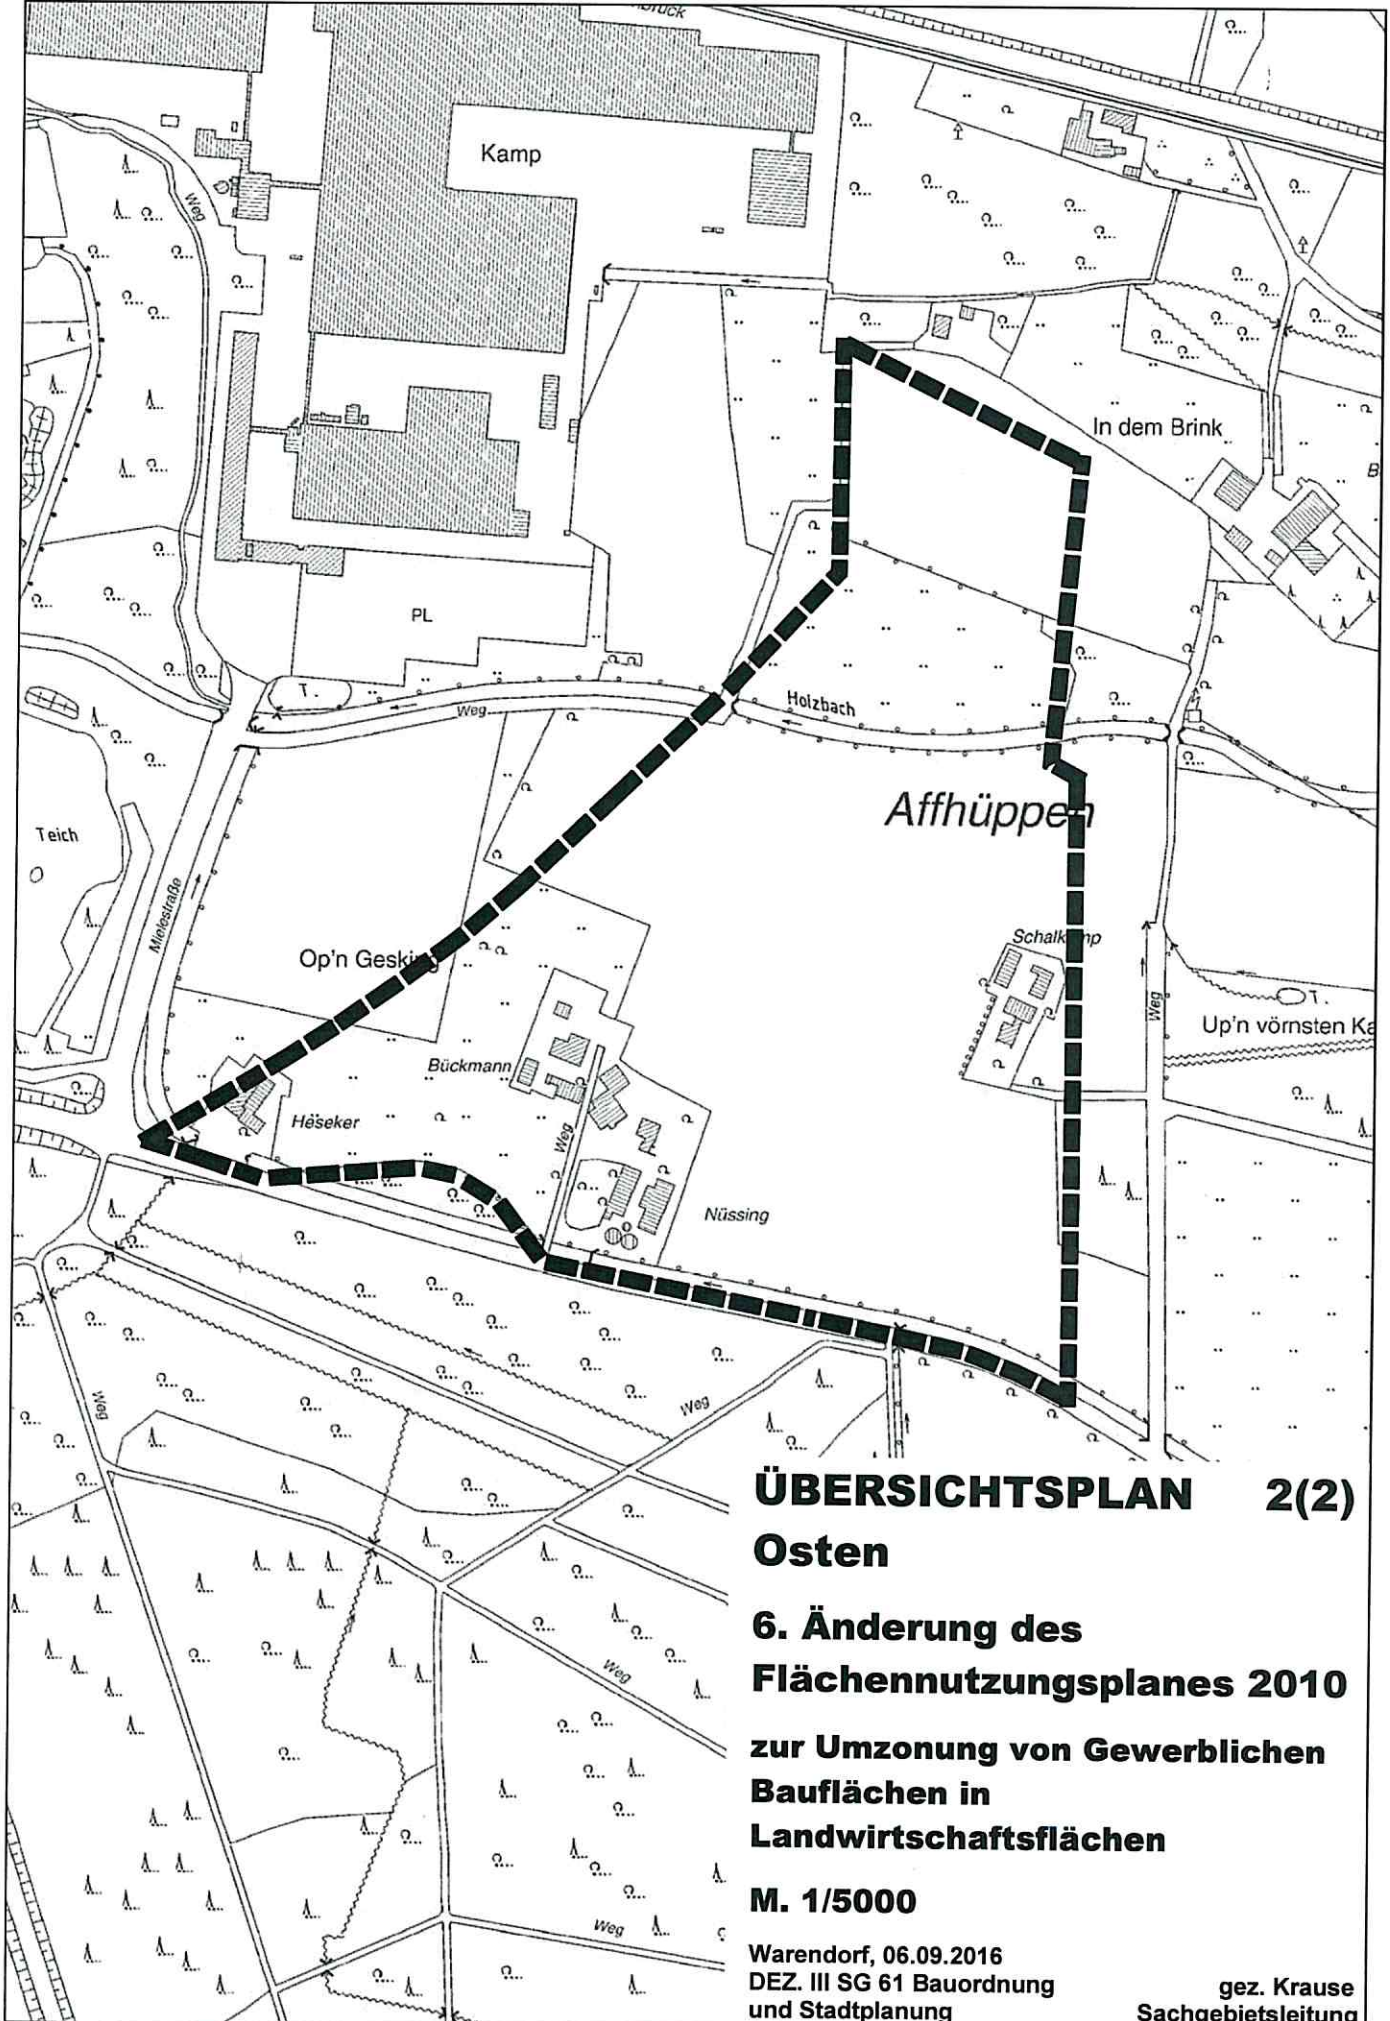 Kamp
Weg
In dem Brink
PL
T.
Weg
Holzbach
Affhüppen
Teich
Mielestraße
Op'n Gesking
Schalkamp
T.
Weg
Up'n vörnsten Ka
Bückmann
Heseker
Weg
Nüssing
Weg
Weg
Weg
Weg
ÜBERSICHTSPLAN 2(2)
Osten
6. Änderung des
Flächennutzungsplanes 2010
zur Umzonung von Gewerblichen
Bauflächen in
Landwirtschaftsflächen
M. 1/5000
Warendorf, 06.09.2016
DEZ. III SG 61 Bauordnung
und Stadtplanung
gez. Krause
Sachgebietsleitung